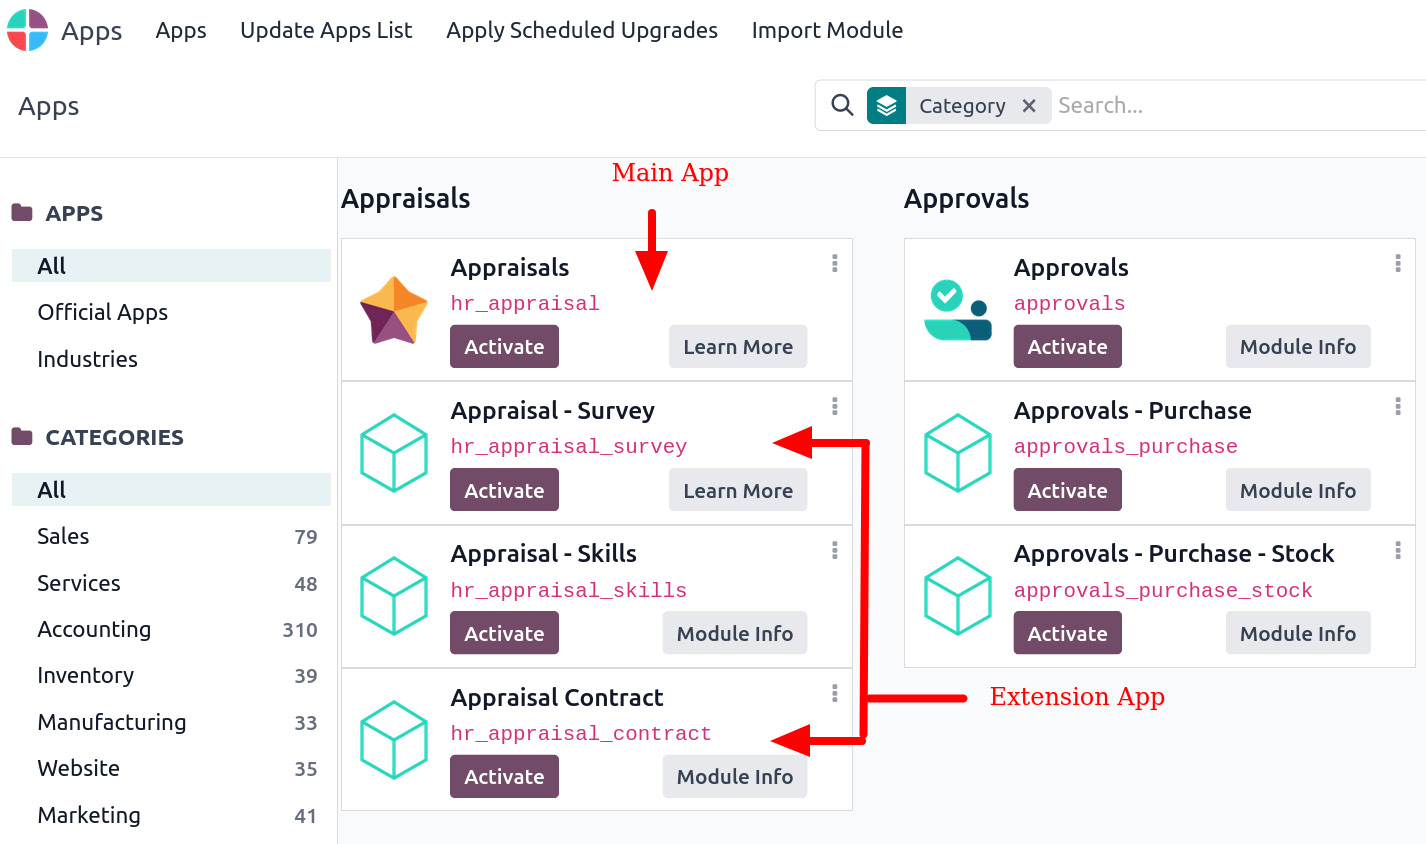 Apps Apps Update Apps List Apply Scheduled Upgrades Import Module
Apps
Category Search...
APPS
All
Official Apps
Industries
CATEGORIES
All
Sales 79
Services 48
Accounting 310
Inventory 39
Manufacturing 33
Website 35
Marketing 41
Main App
Appraisals
Appraisals
hr_appraisal
Activate Learn More
Appraisal - Survey
hr_appraisal_survey
Activate Learn More
Appraisal - Skills
hr_appraisal_skills
Activate Module Info
Appraisal Contract
hr_appraisal_contract
Activate Module Info
Approvals
Approvals
approvals
Activate Module Info
Approvals - Purchase
approvals_purchase
Activate Module Info
Approvals - Purchase - Stock
approvals_purchase_stock
Activate Module Info
Extension App